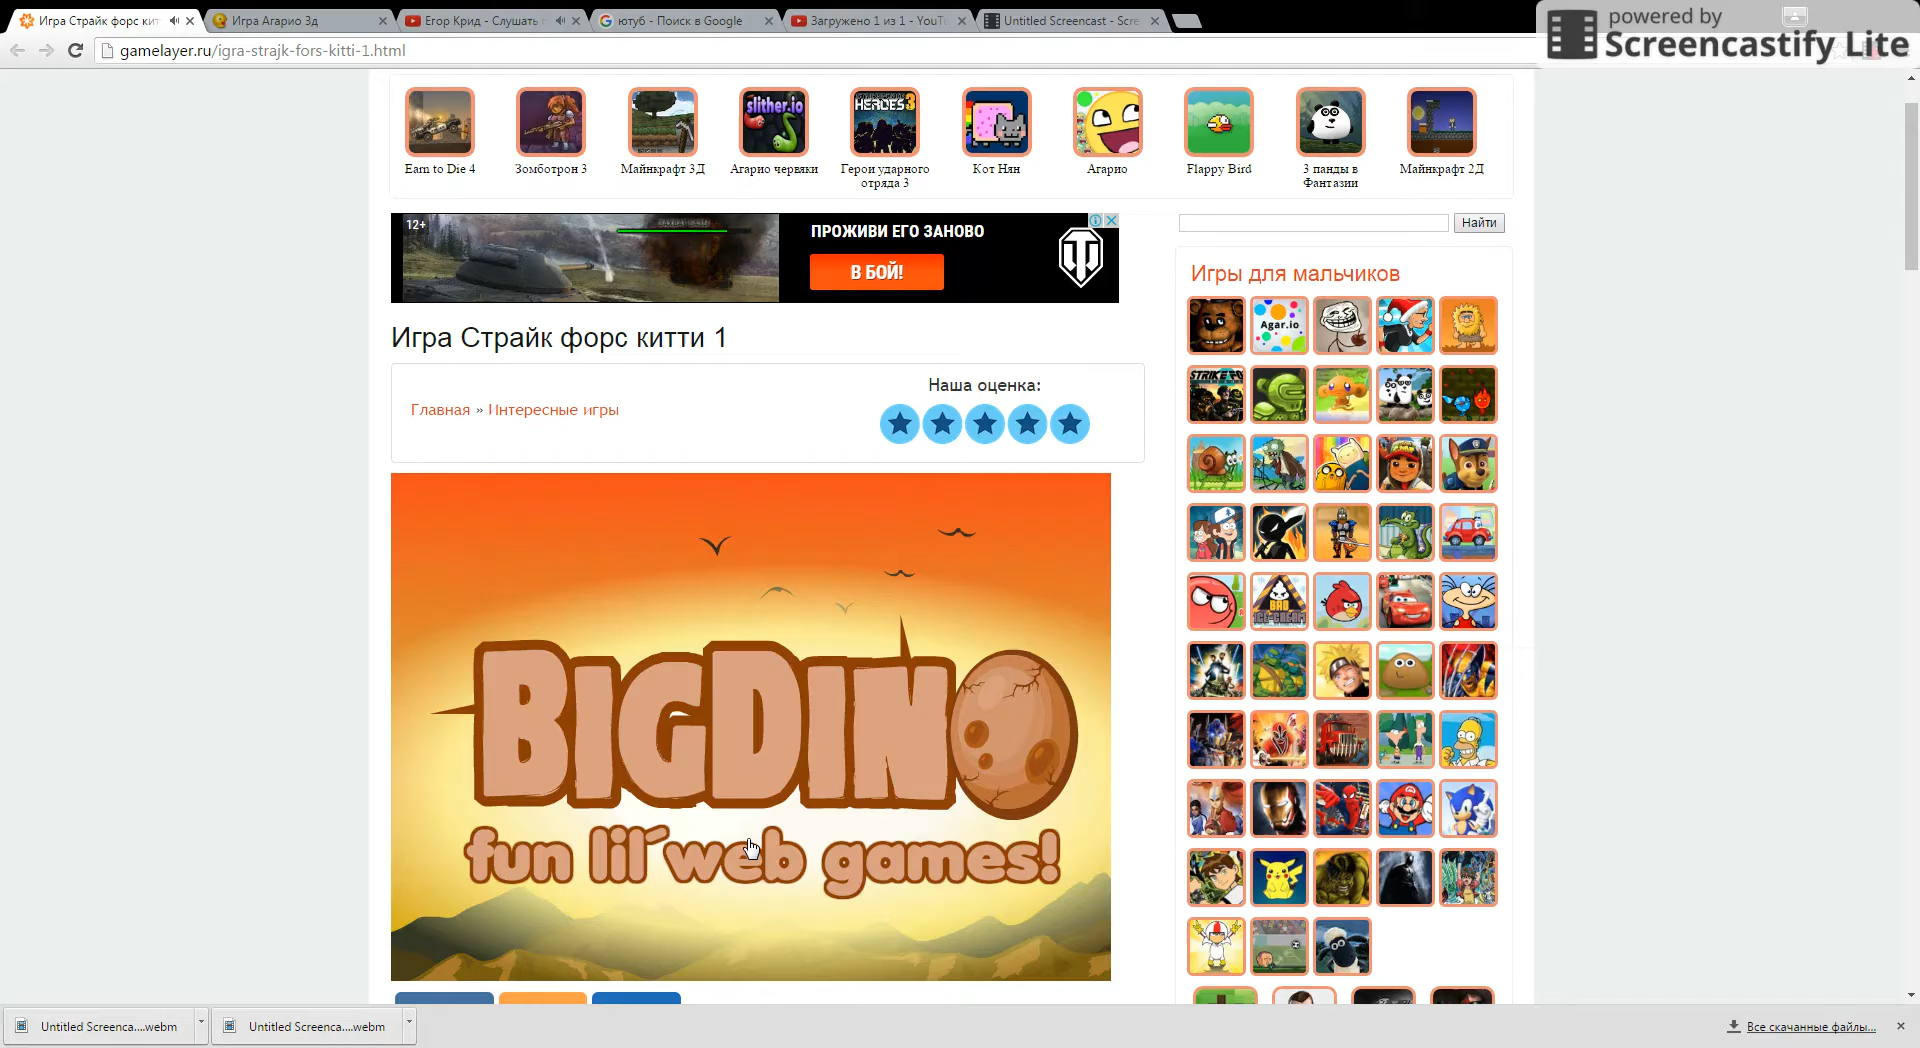 Игра Страйк форс кит
Игра Агарио 3д
Егор Крид - Слушать
ютуб - Поиск в Google
Загружено 1 из 1 - YouTu
Untitled Screencast - Scre
powered by
Screencastify Lite
gamelayer.ru/igra-strajk-fors-kitti-1.html
slither.io
HEROES 3
Earn to Die 4
Зомботрон 3
Майнкрафт 3Д
Агарио червяки
Герои ударного
отряда 3
Кот Нян
Агарио
Flappy Bird
3 панды в
Фантазии
Майнкрафт 2Д
12+
ПРОЖИВИ ЕГО ЗАНОВО
В БОЙ!
Найти
Игры для мальчиков
Agar.io
Игра Страйк форс китти 1
Наша оценка:
Главная » Интересные игры
STRIKE FO
BAD
ICE-CREAM
BIGDINO
fun lil´web games!
Untitled Screenca....webm
Untitled Screenca....webm
Все скачанные файлы...